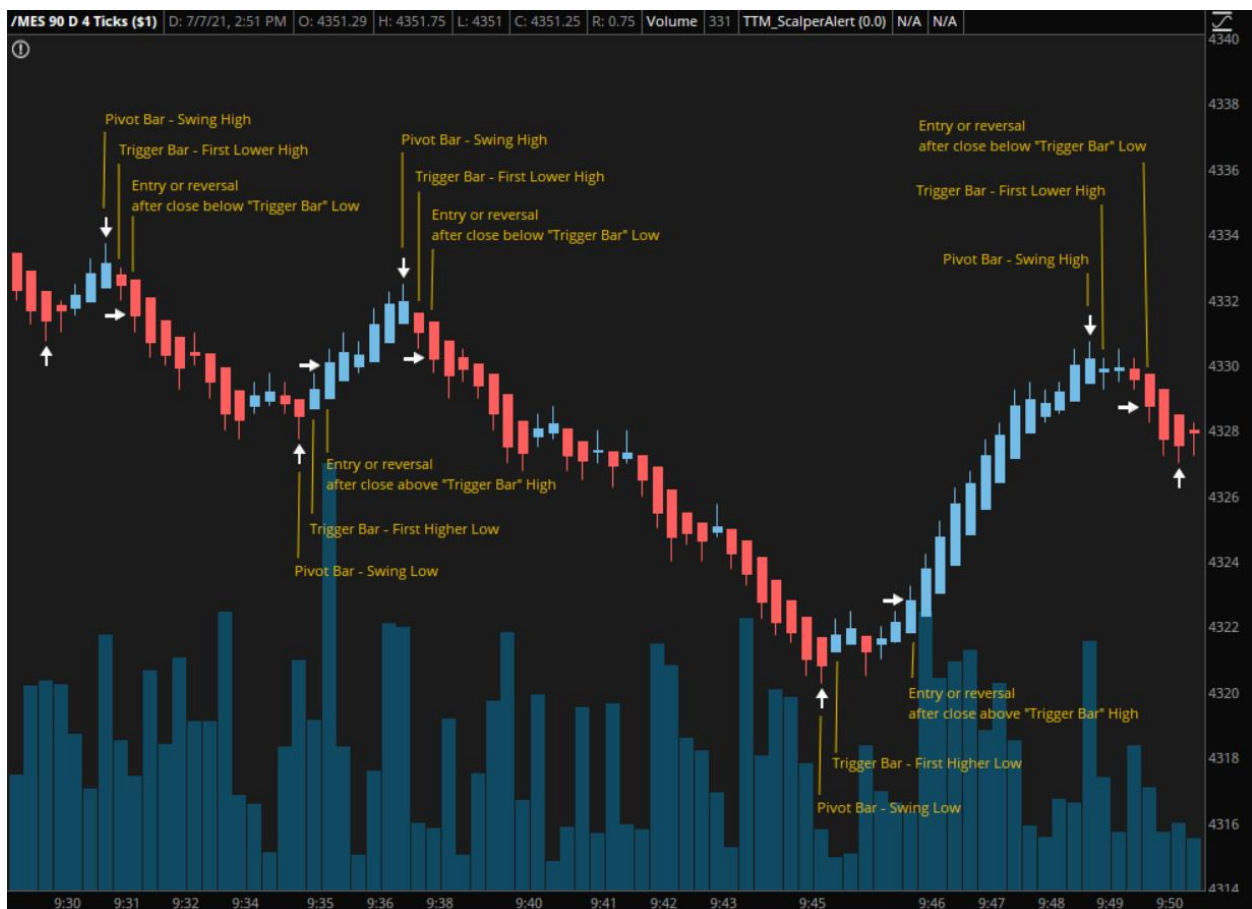 /MES 90 D 4 Ticks ($1) D: 7/7/21, 2:51 PM O: 4351.29 H: 4351.75 L: 4351 C: 4351.25 R: 0.75 Volume 331 TTM_ScalperAlert (0.0) N/A N/A
Pivot Bar - Swing High
Trigger Bar - First Lower High
Entry or reversal
after close below "Trigger Bar" Low
Pivot Bar - Swing High
Trigger Bar - First Lower High
Entry or reversal
after close below "Trigger Bar" Low
Entry or reversal
after close below "Trigger Bar" Low
Trigger Bar - First Lower High
Pivot Bar - Swing High
Entry or reversal
after close above "Trigger Bar" High
Trigger Bar - First Higher Low
Pivot Bar - Swing Low
Entry or reversal
after close above "Trigger Bar" High
Trigger Bar - First Higher Low
Pivot Bar - Swing Low
4340
4338
4336
4334
4332
4330
4328
4326
4324
4322
4320
4318
4316
4314
9:30 9:31 9:32 9:34 9:35 9:36 9:38 9:40 9:41 9:42 9:43 9:45 9:46 9:47 9:48 9:49 9:50